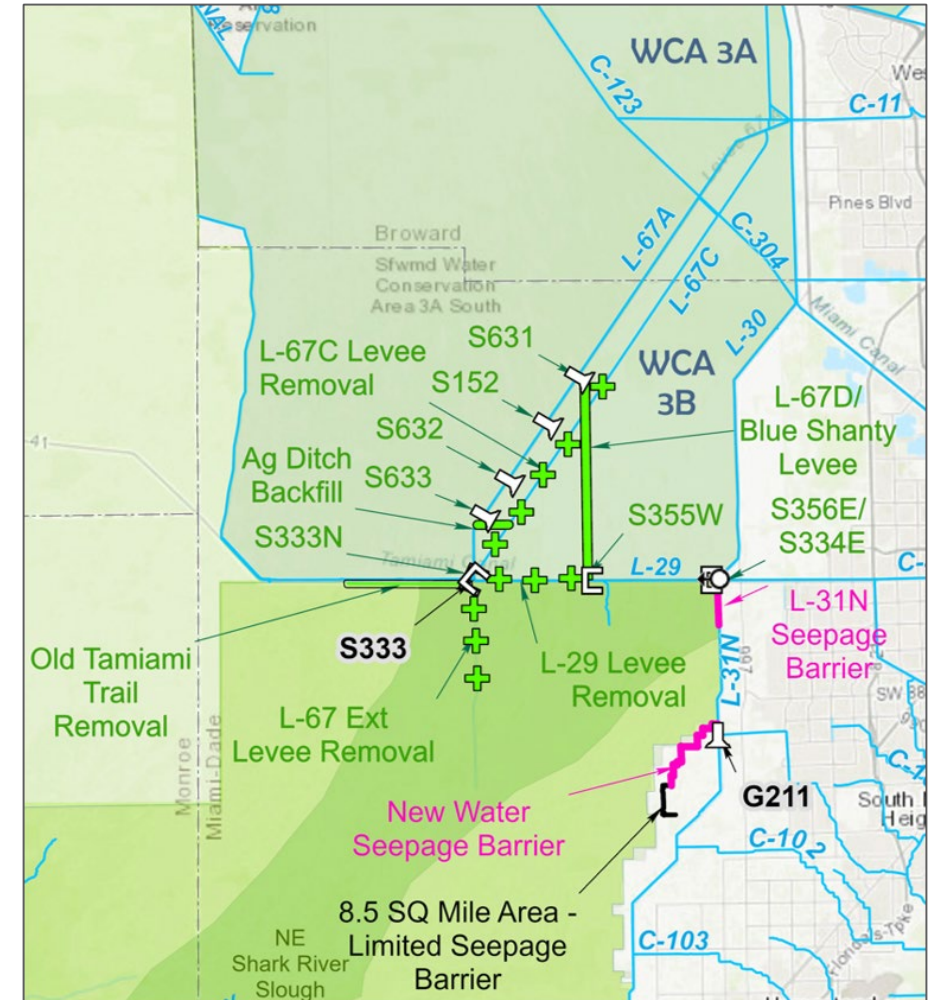 servation
WCA 3A
C-123
C-11
Pines Blvd
Broward
Sfwmd Water
Conservation
Area 3A South
L-67A
C-304
L-67C
L-30
Miami Canal
S631
L-67C Levee
Removal
S152
WCA
3B
L-67D/
Blue Shanty
Levee
S632
41
Ag Ditch
Backfill
S633
S333N
S355W
S356E/
S334E
Tamiami Canal
L-29
C-
S333
L-31N
Seepage
Barrier
Old Tamiami
Trail
Removal
L-29 Levee
Removal
L-31N
997
L-67 Ext
Levee Removal
Monroe
Miami-Dade
New Water
Seepage Barrier
G211
South
Heig
C-102
8.5 SQ Mile Area -
Limited Seepage
Barrier
C-103
NE
Shark River
Slough